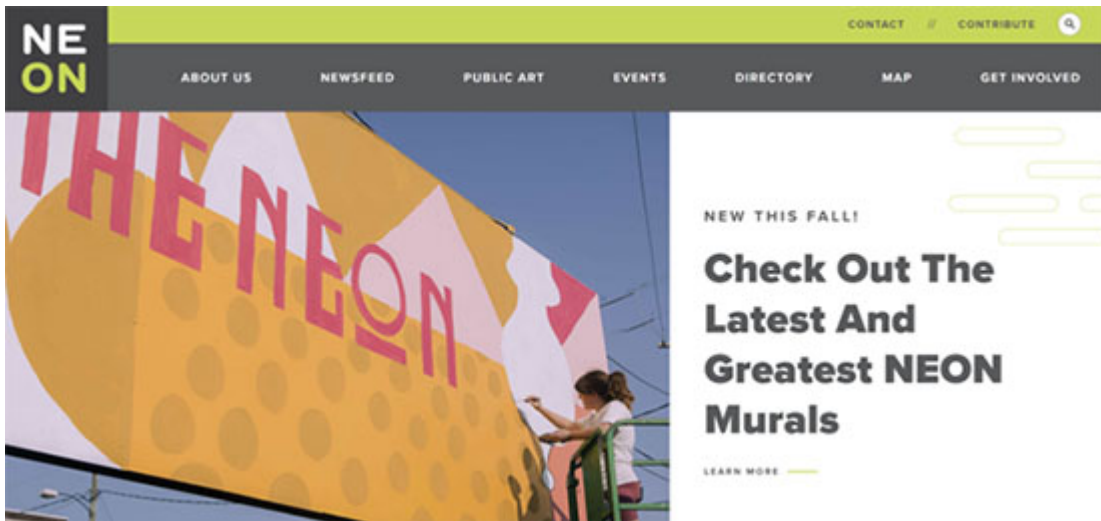 NE
ON
CONTACT // CONTRIBUTE
ABOUT US NEWSFEED PUBLIC ART EVENTS DIRECTORY MAP GET INVOLVED
THE NEON
NEW THIS FALL!
Check Out The
Latest And
Greatest NEON
Murals
LEARN MORE